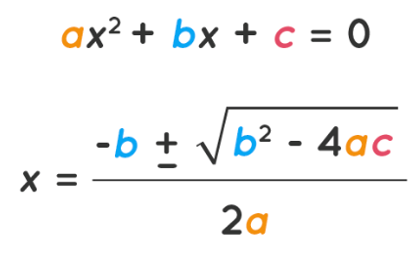 ax² + bx + c = 0
x = -b ± √b² - 4ac
2a